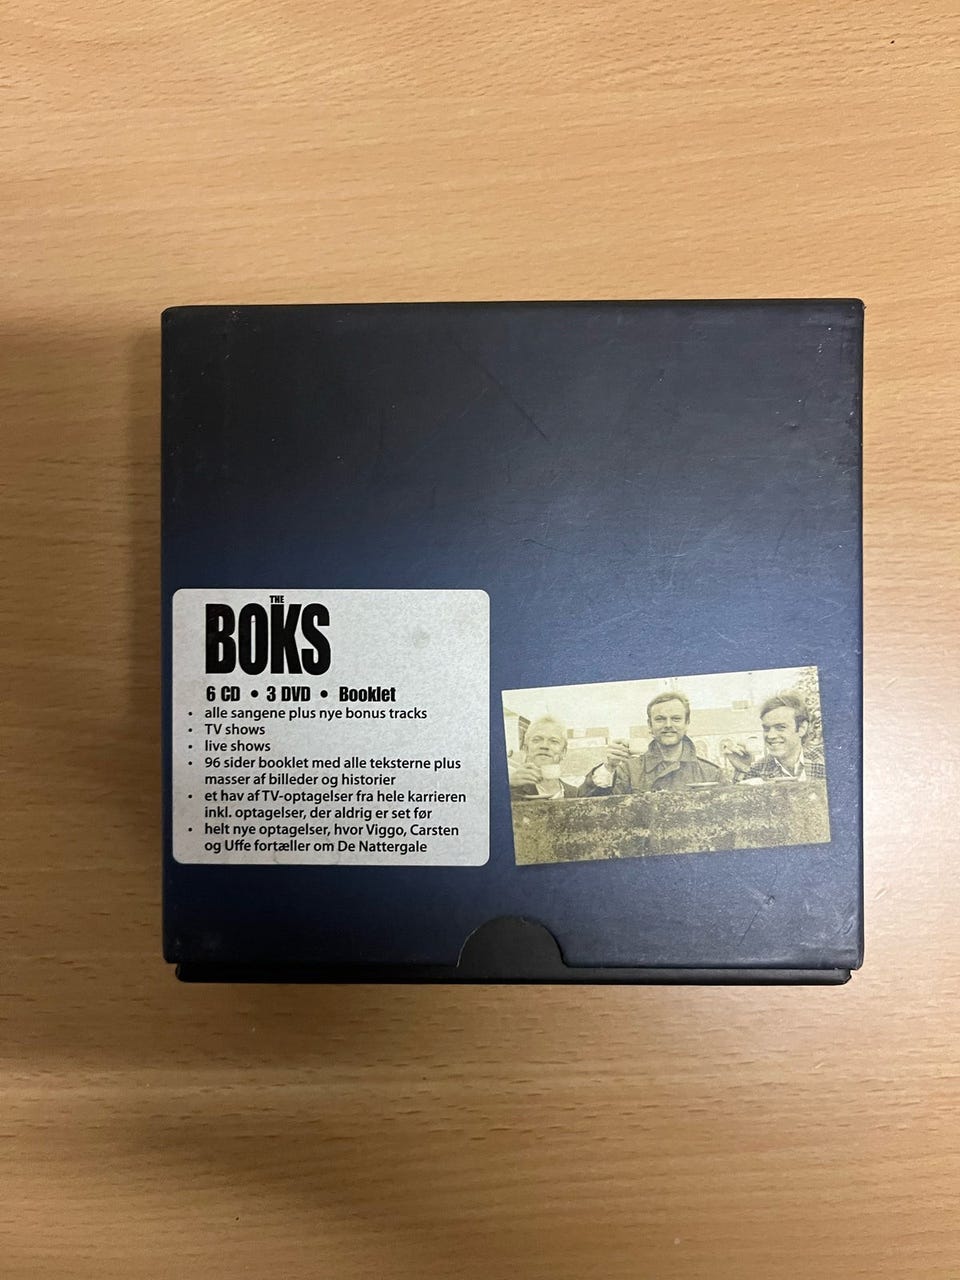 THE
BOKS
6 CD • 3 DVD • Booklet
• alle sangene plus nye bonus tracks
• TV shows
• live shows
• 96 sider booklet med alle teksterne plus
masser af billeder og historier
• et hav af TV-optagelser fra hele karrieren
inkl. optagelser, der aldrig er set før
• helt nye optagelser, hvor Viggo, Carsten
og Uffe fortæller om De Nattergale